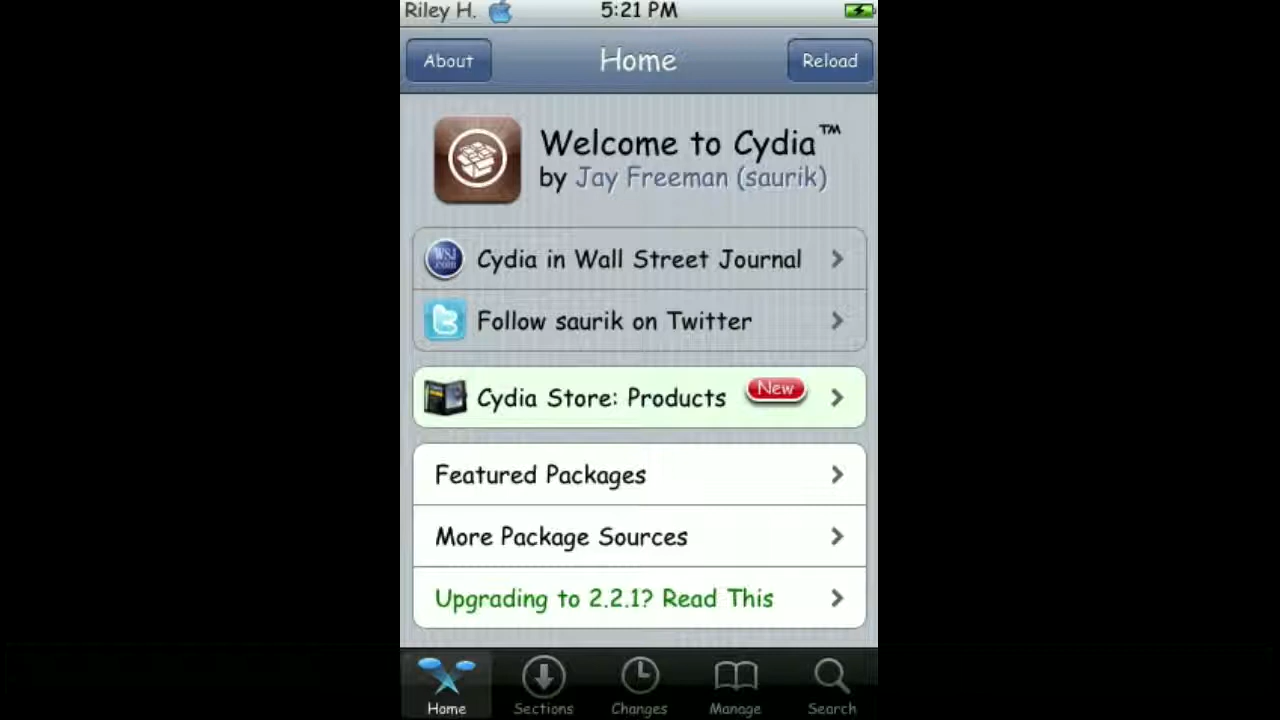 Riley H. 5:21 PM
About Home Reload
Welcome to Cydia™
by Jay Freeman (saurik)
WSJ
.com
Cydia in Wall Street Journal
Follow saurik on Twitter
Cydia Store: Products New
Featured Packages
More Package Sources
Upgrading to 2.2.1? Read This
Home Sections Changes Manage Search